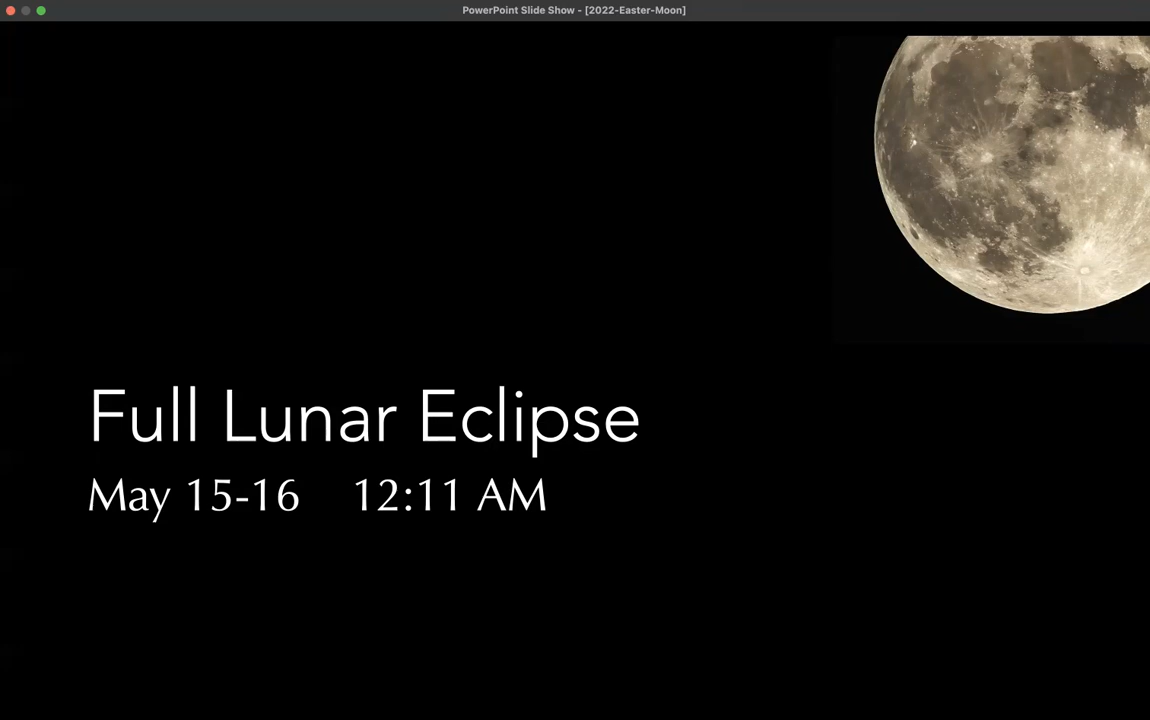 PowerPoint Slide Show - [2022-Easter-Moon]
Full Lunar Eclipse
May 15-16 12:11 AM